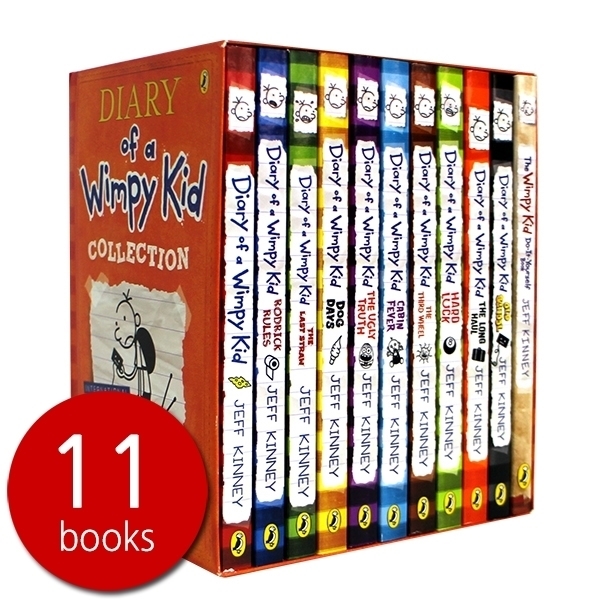 DIARY
of a
Wimpy Kid
COLLECTION
11
books
Diary of a Wimpy Kid JEFF KINNEY
Diary of a Wimpy Kid RODRICK RULES JEFF KINNEY
Diary of a Wimpy Kid THE LAST STRAW JEFF KINNEY
Diary of a Wimpy Kid DOG DAYS JEFF KINNEY
Diary of a Wimpy Kid THE UGLY TRUTH JEFF KINNEY
Diary of a Wimpy Kid CABIN FEVER JEFF KINNEY
Diary of a Wimpy Kid THE THIRD WHEEL JEFF KINNEY
Diary of a Wimpy Kid HARD LUCK JEFF KINNEY
Diary of a Wimpy Kid THE LONG HAUL JEFF KINNEY
Diary of a Wimpy Kid OLD SCHOOL JEFF KINNEY
The Wimpy Kid Do-It-Yourself Book JEFF KINNEY